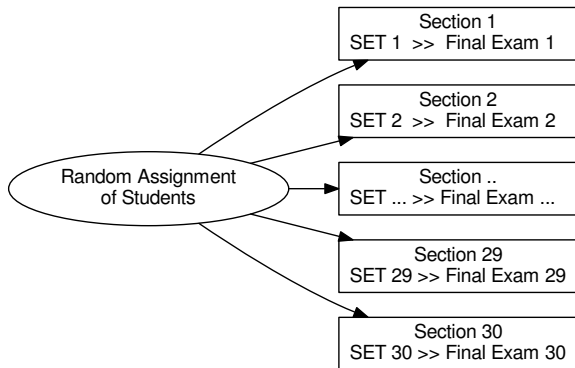 Random Assignment
of Students
Section 1
SET 1 >> Final Exam 1
Section 2
SET 2 >> Final Exam 2
Section ..
SET ... >> Final Exam ...
Section 29
SET 29 >> Final Exam 29
Section 30
SET 30 >> Final Exam 30